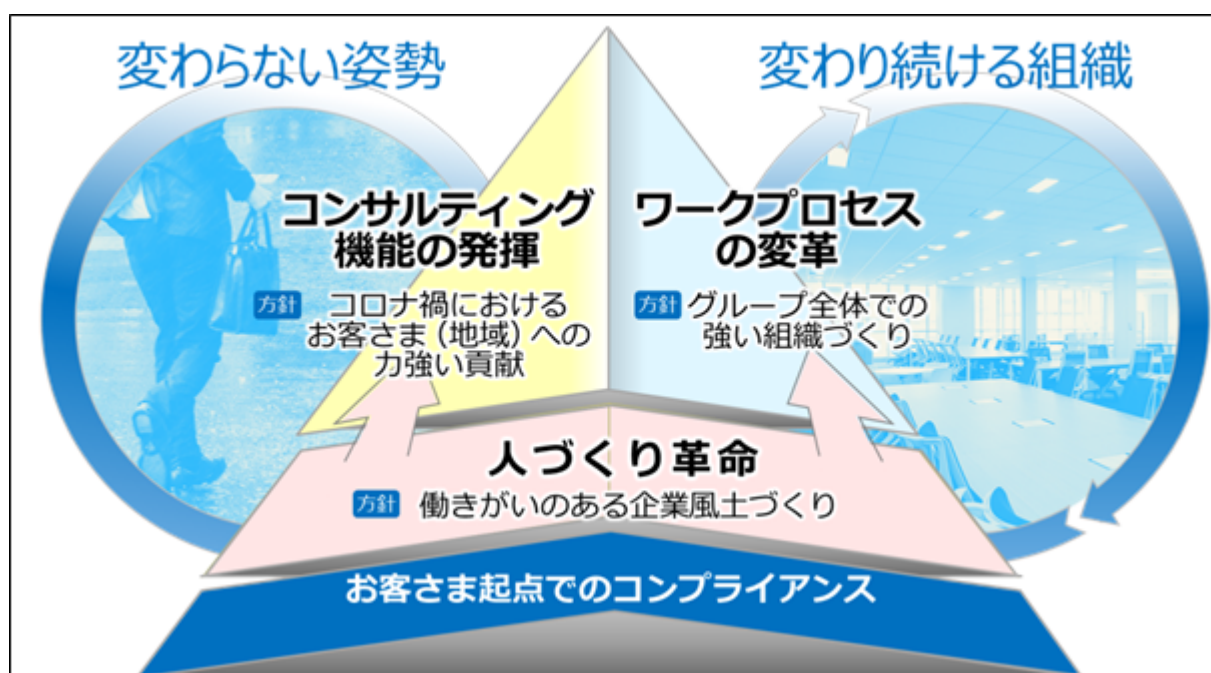 変わらない姿勢
変わり続ける組織
コンサルティング
機能の発揮
方針 コロナ禍における
お客さま（地域）への
力強い貢献
ワークプロセス
の変革
方針 グループ全体での
強い組織づくり
人づくり革命
方針 働きがいのある企業風土づくり
お客さま起点でのコンプライアンス